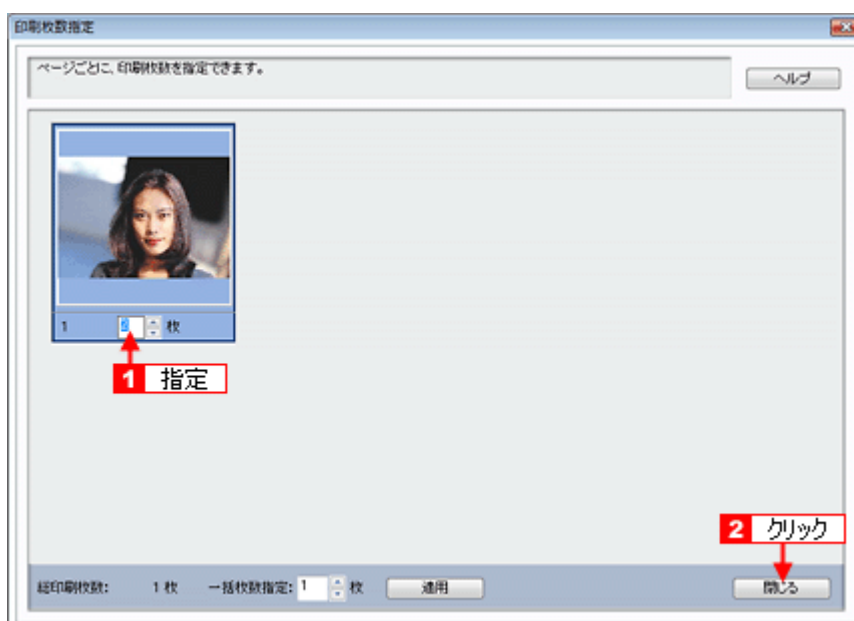 印刷枚数指定
ページごとに、印刷枚数を指定できます。
ヘルプ
1 2 枚
1 指定
2 クリック
総印刷枚数: 1 枚 一括枚数指定: 1 枚 適用 閉じる